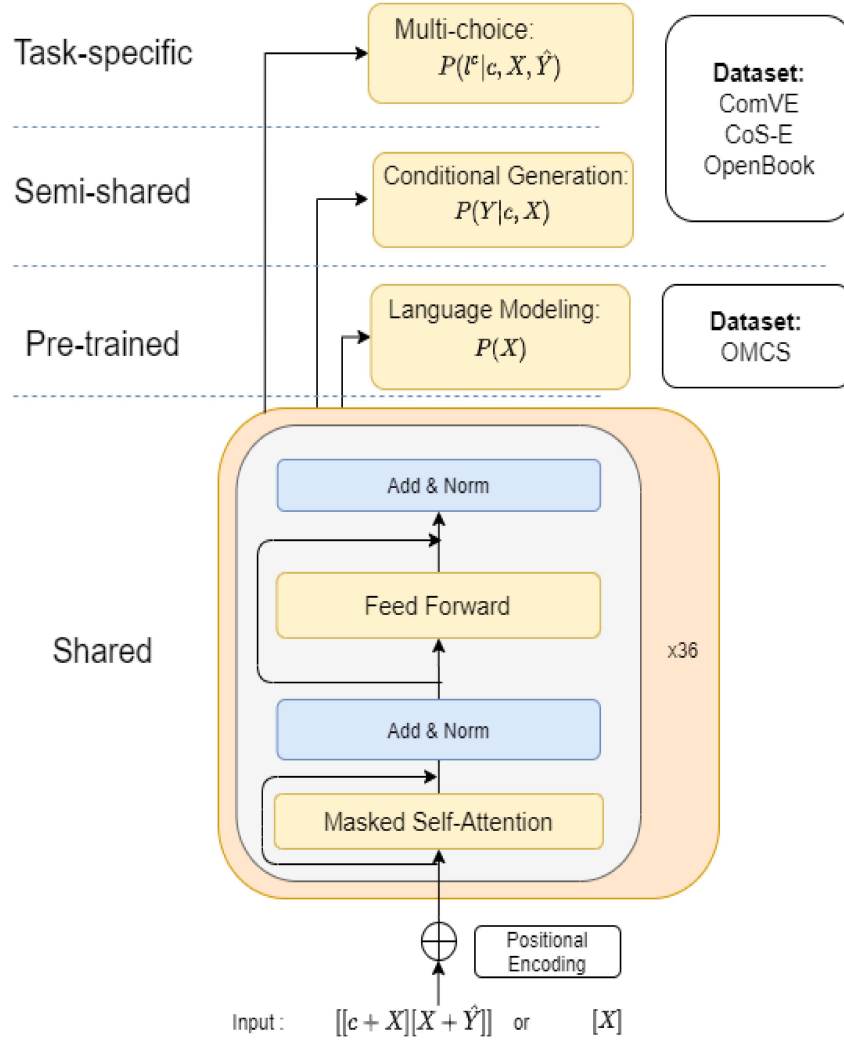 Task-specific
Multi-choice:
P(l^c|c, X, Ŷ)
Dataset:
ComVE
CoS-E
OpenBook
Semi-shared
Conditional Generation:
P(Y|c, X)
Pre-trained
Language Modeling:
P(X)
Dataset:
OMCS
Shared
Add & Norm
Feed Forward
x36
Add & Norm
Masked Self-Attention
Positional
Encoding
Input : [[c + X][X + Ŷ]] or [X]